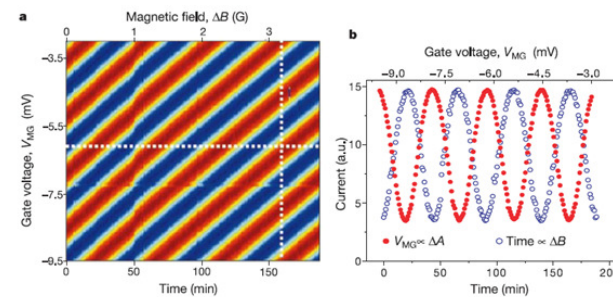 a
Magnetic field, ΔB (G)
0 1 2 3
Gate voltage, V_MG (mV)
−3.5
−5.5
−7.5
−9.5
0 50 100 150
Time (min)
b
Gate voltage, V_MG (mV)
−9.0 −7.5 −6.0 −4.5 −3.0
Current (a.u.)
15
10
5
0
V_MG ∝ ΔA Time ∝ ΔB
0 50 100 150 20
Time (min)